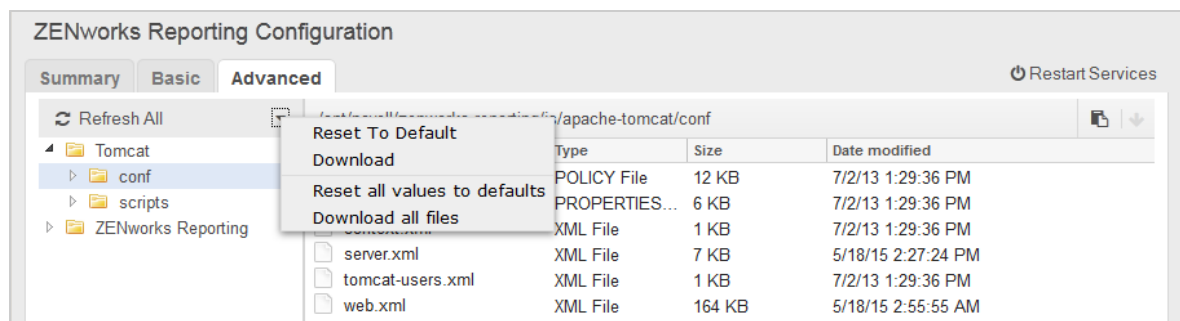 ZENworks Reporting Configuration
Summary Basic Advanced Restart Services
Refresh All /apache-tomcat/conf
Reset To Default
Download
Reset all values to defaults
Download all files
Type Size Date modified
Tomcat
conf POLICY File 12 KB 7/2/13 1:29:36 PM
scripts PROPERTIES... 6 KB 7/2/13 1:29:36 PM
ZENworks Reporting XML File 1 KB 7/2/13 1:29:36 PM
server.xml XML File 7 KB 5/18/15 2:27:24 PM
tomcat-users.xml XML File 1 KB 7/2/13 1:29:36 PM
web.xml XML File 164 KB 5/18/15 2:55:55 AM